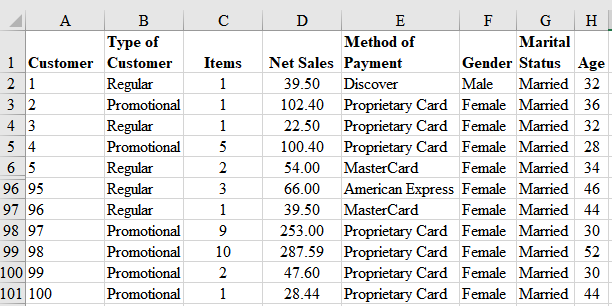 A B C D E F G H
Type of Method of Marital
1 Customer Customer Items Net Sales Payment Gender Status Age
2 1 Regular 1 39.50 Discover Male Married 32
3 2 Promotional 1 102.40 Proprietary Card Female Married 36
4 3 Regular 1 22.50 Proprietary Card Female Married 32
5 4 Promotional 5 100.40 Proprietary Card Female Married 28
6 5 Regular 2 54.00 MasterCard Female Married 34
96 95 Regular 3 66.00 American Express Female Married 46
97 96 Regular 1 39.50 MasterCard Female Married 44
98 97 Promotional 9 253.00 Proprietary Card Female Married 30
99 98 Promotional 10 287.59 Proprietary Card Female Married 52
100 99 Promotional 2 47.60 Proprietary Card Female Married 30
101 100 Promotional 1 28.44 Proprietary Card Female Married 44